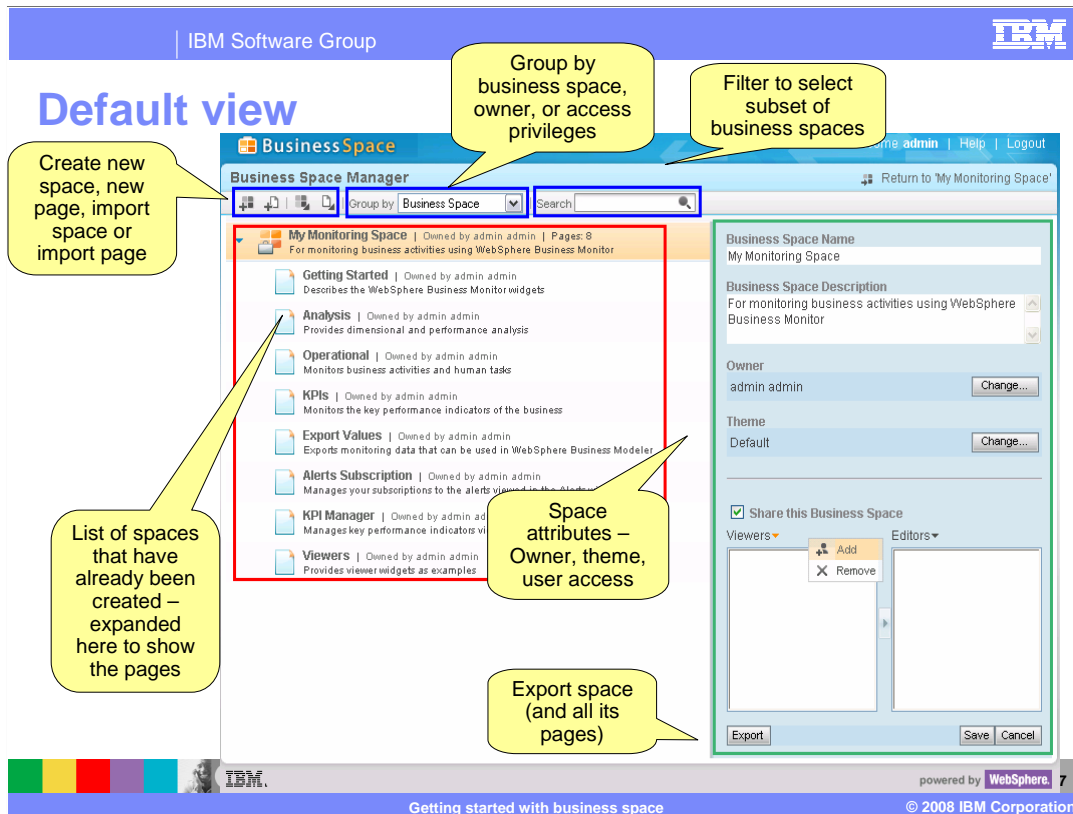 IBM Software Group
IBM
Default view
Group by
business space,
owner, or access
privileges
Filter to select
subset of
business spaces
Create new
space, new
page, import
space or
import page
BusinessSpace
me admin | Help | Logout
Business Space Manager
Return to 'My Monitoring Space'
Group by Business Space
Search
My Monitoring Space | Owned by admin admin | Pages: 8
For monitoring business activities using WebSphere Business Monitor
Getting Started | Owned by admin admin
Describes the WebSphere Business Monitor widgets
Analysis | Owned by admin admin
Provides dimensional and performance analysis
Operational | Owned by admin admin
Monitors business activities and human tasks
KPIs | Owned by admin admin
Monitors the key performance indicators of the business
Export Values | Owned by admin admin
Exports monitoring data that can be used in WebSphere Business Modeler
Alerts Subscription | Owned by admin admin
Manages your subscriptions to the alerts viewed in the Alerts
KPI Manager | Owned by admin
Manages key performance indicators
Viewers | Owned by admin admin
Provides viewer widgets as examples
Business Space Name
My Monitoring Space
Business Space Description
For monitoring business activities using WebSphere
Business Monitor
Owner
admin admin
Change...
Theme
Default
Change...
Share this Business Space
Viewers
Editors
Add
Remove
Export
Save
Cancel
List of spaces
that have
already been
created –
expanded
here to show
the pages
Space
attributes –
Owner, theme,
user access
Export space
(and all its
pages)
IBM.
powered by WebSphere.
7
Getting started with business space
© 2008 IBM Corporation